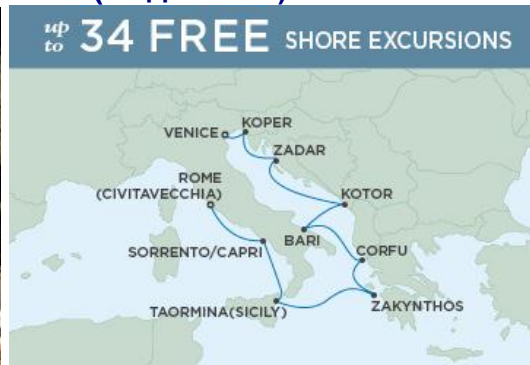 up to 34 FREE SHORE EXCURSIONS
KOPER
VENICE
ZADAR
ROME
(CIVITAVECCHIA)
KOTOR
BARI
CORFU
SORRENTO/CAPRI
ZAKYNTHOS
TAORMINA(SICILY)